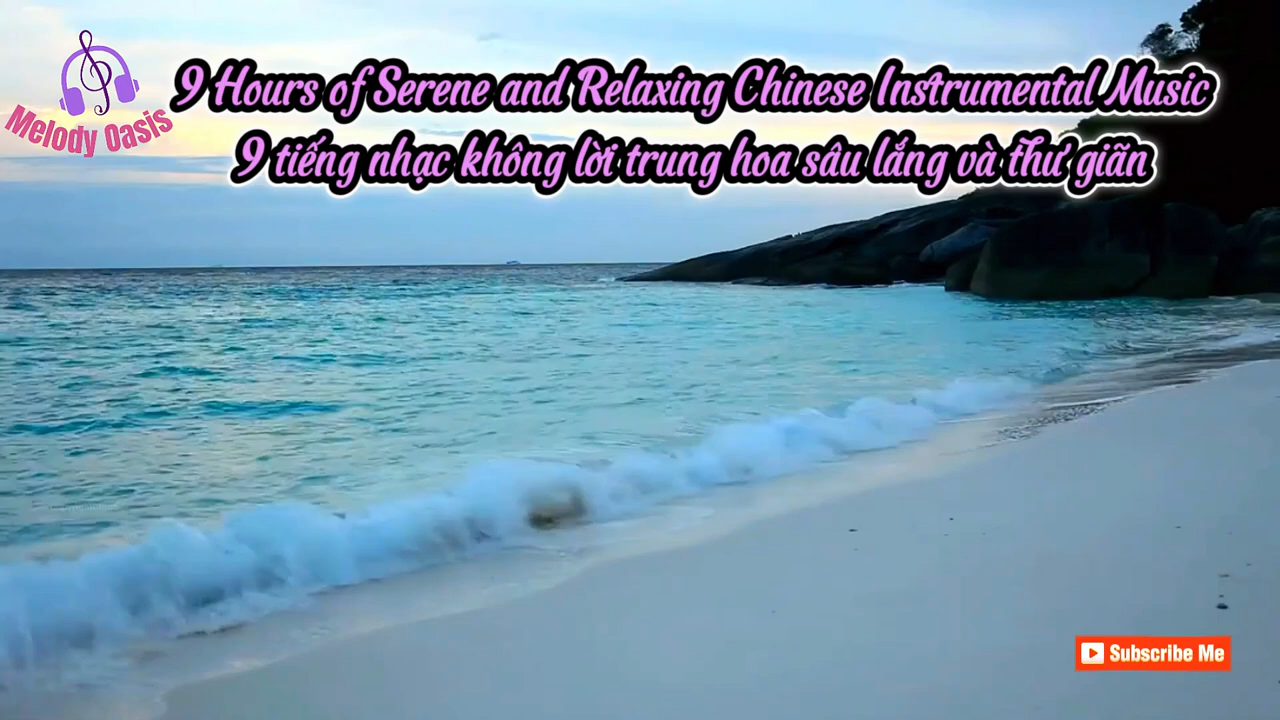 Melody Oasis
9 Hours of Serene and Relaxing Chinese Instrumental Music
9 tiếng nhạc không lời trung hoa sâu lắng và thư giãn
Subscribe Me